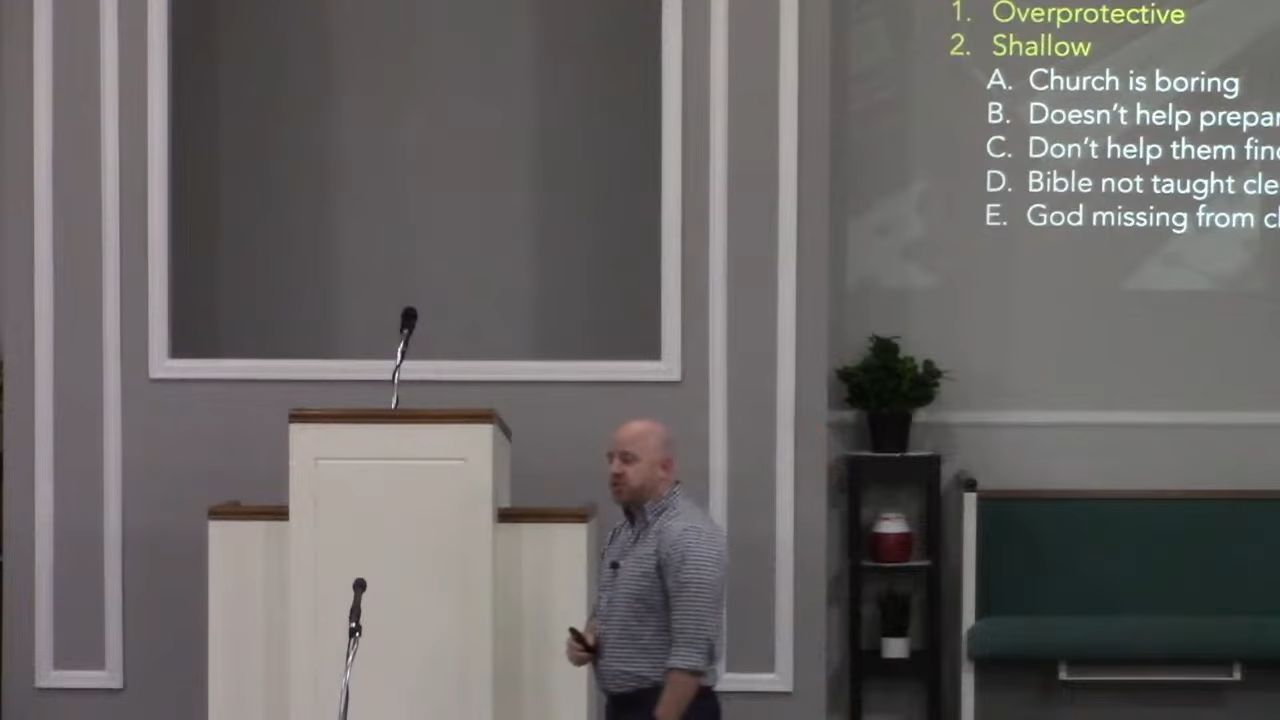 1. Overprotective
2. Shallow
A. Church is boring
B. Doesn't help
C. Don't help them
D. Bible not taught
E. God missing from